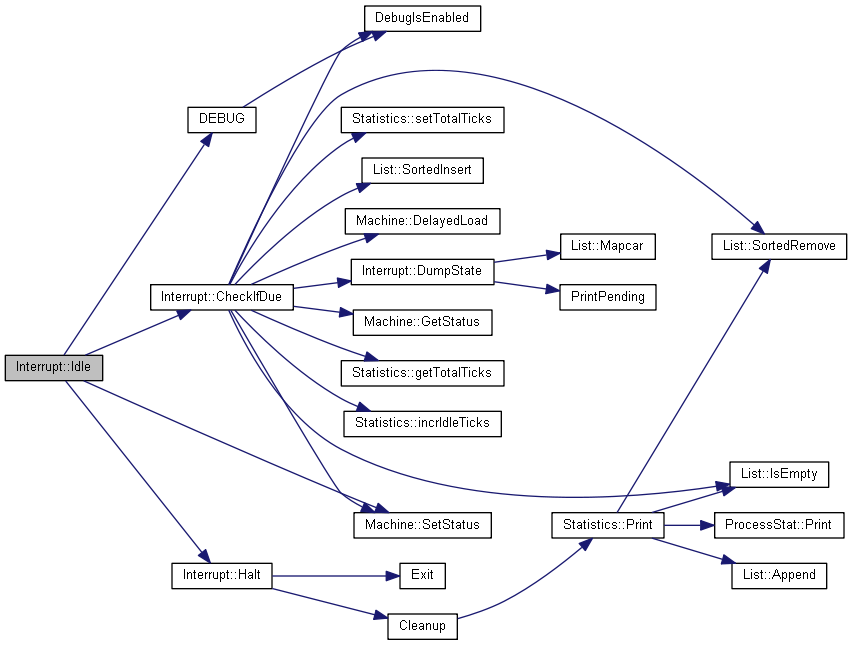 DebugIsEnabled
DEBUG
Statistics::setTotalTicks
List::SortedInsert
Machine::DelayedLoad
List::Mapcar
List::SortedRemove
Interrupt::DumpState
Interrupt::CheckIfDue
PrintPending
Machine::GetStatus
Interrupt::Idle
Statistics::getTotalTicks
Statistics::incrIdleTicks
List::IsEmpty
Machine::SetStatus
Statistics::Print
ProcessStat::Print
Interrupt::Halt
Exit
List::Append
Cleanup